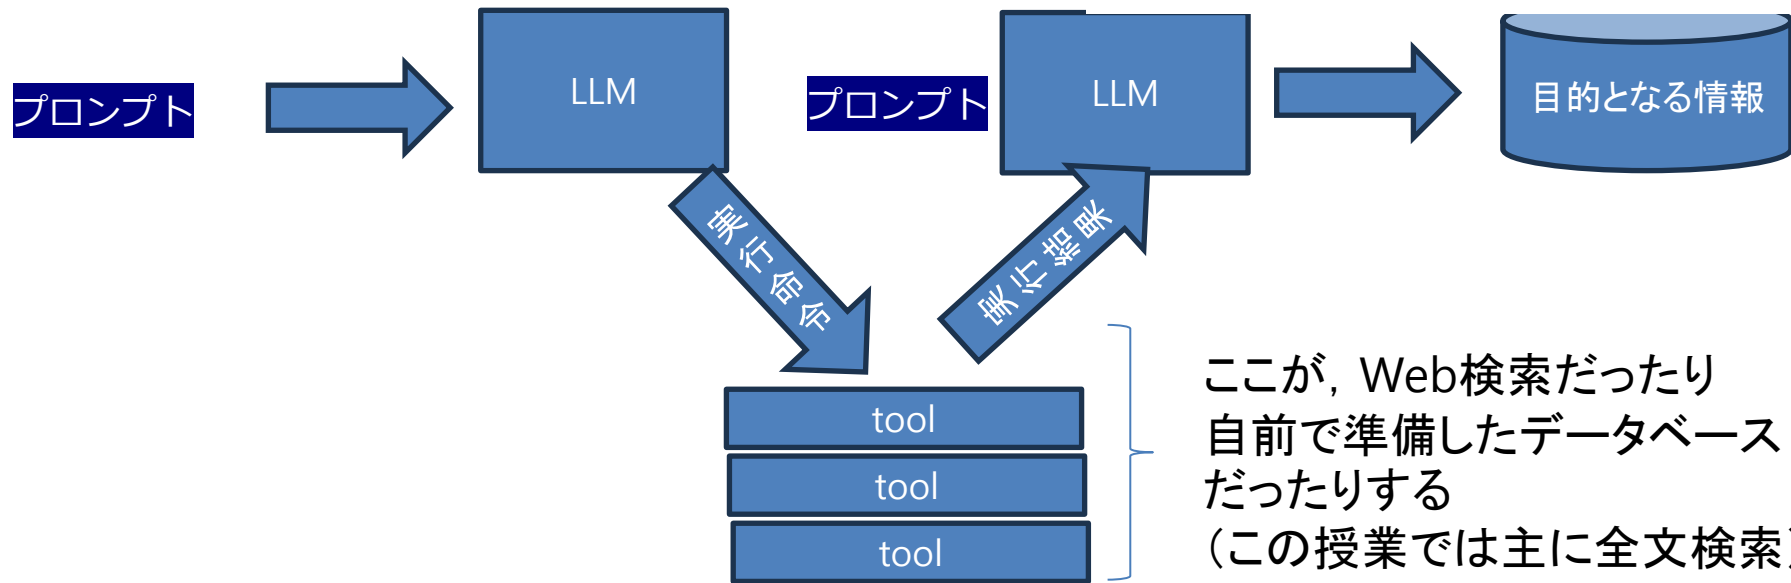 プロンプト
LLM
プロンプト
LLM
目的となる情報
実行命令
実行結果
tool
tool
tool
ここが，Web検索だったり
自前で準備したデータベース
だったりする
（この授業では主に全文検索）